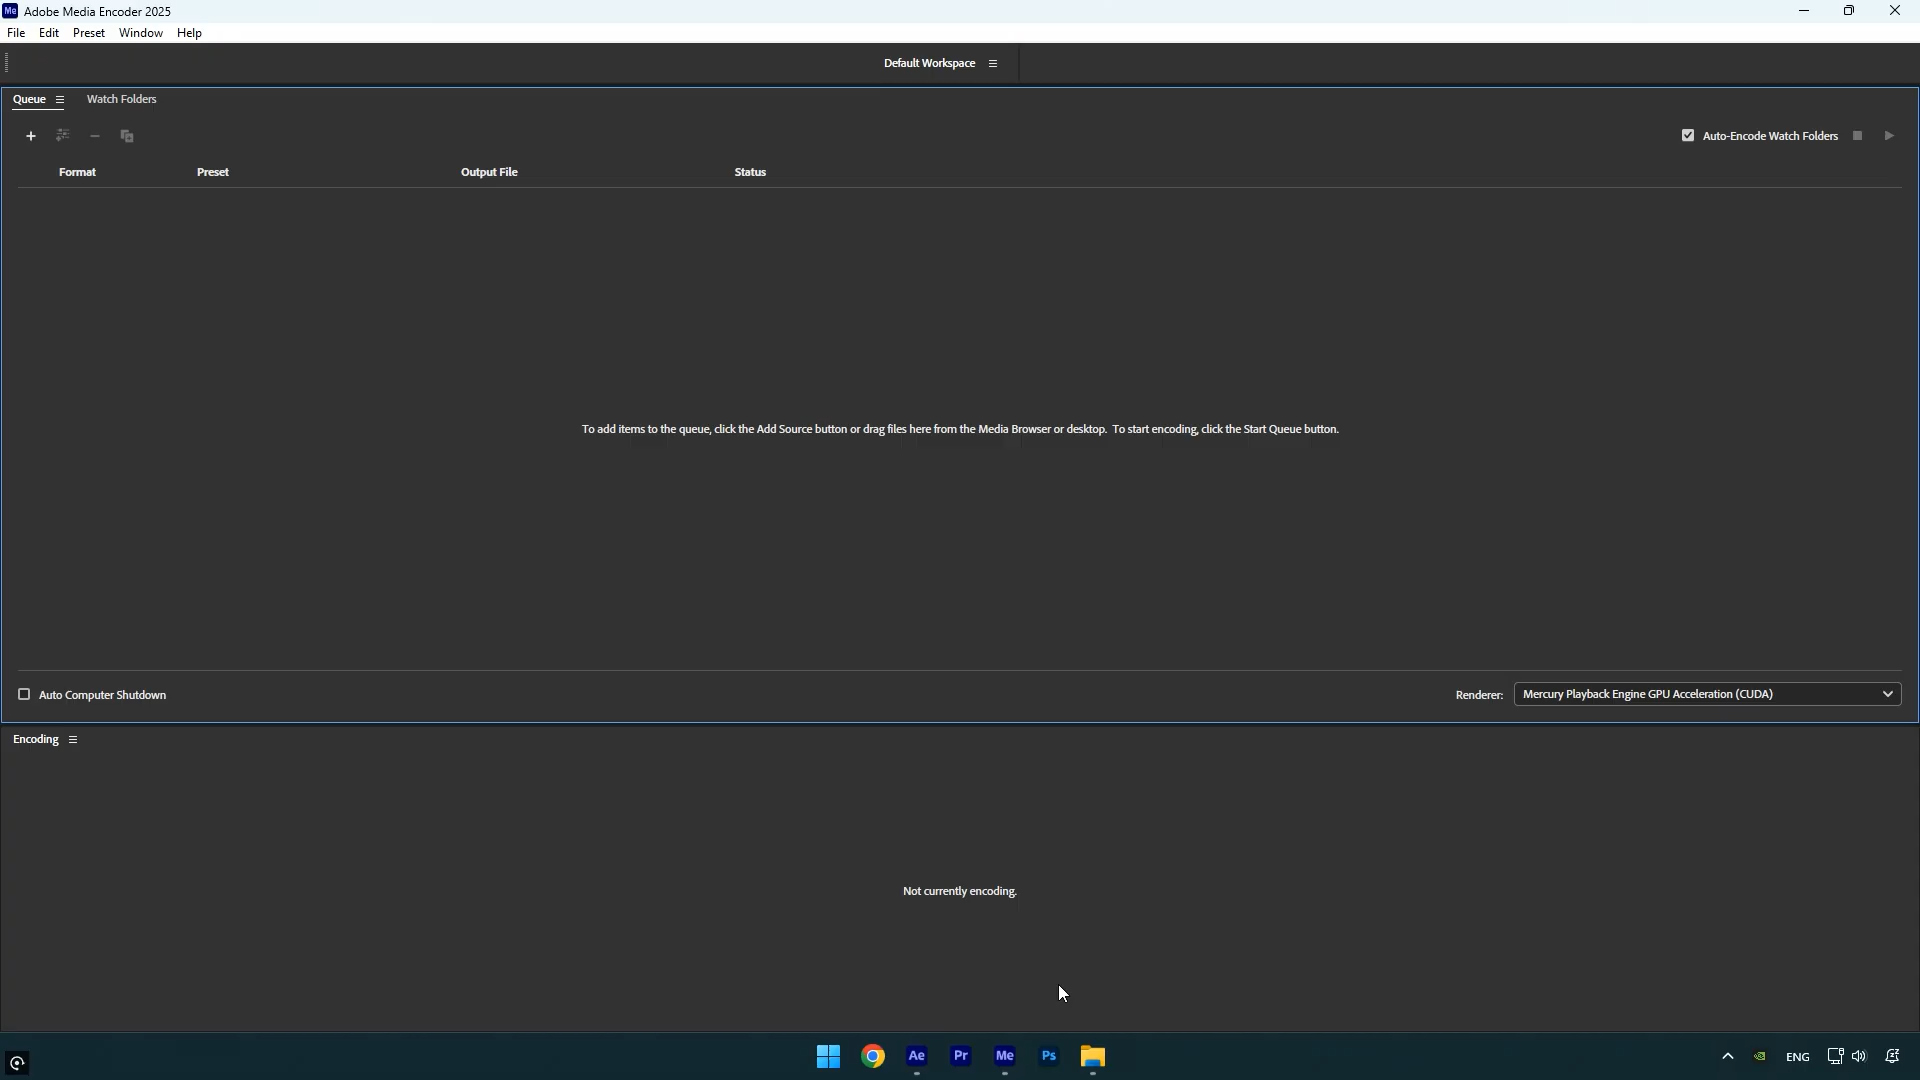 Me Adobe Media Encoder 2025
File Edit Preset Window Help
Default Workspace
Queue Watch Folders
Auto-Encode Watch Folders
Format Preset Output File Status
To add items to the queue, click the Add Source button or drag files here from the Media Browser or desktop. To start encoding, click the Start Queue button.
Auto Computer Shutdown Renderer: Mercury Playback Engine GPU Acceleration (CUDA)
Encoding
Not currently encoding.
Ae Pr Me Ps ENG